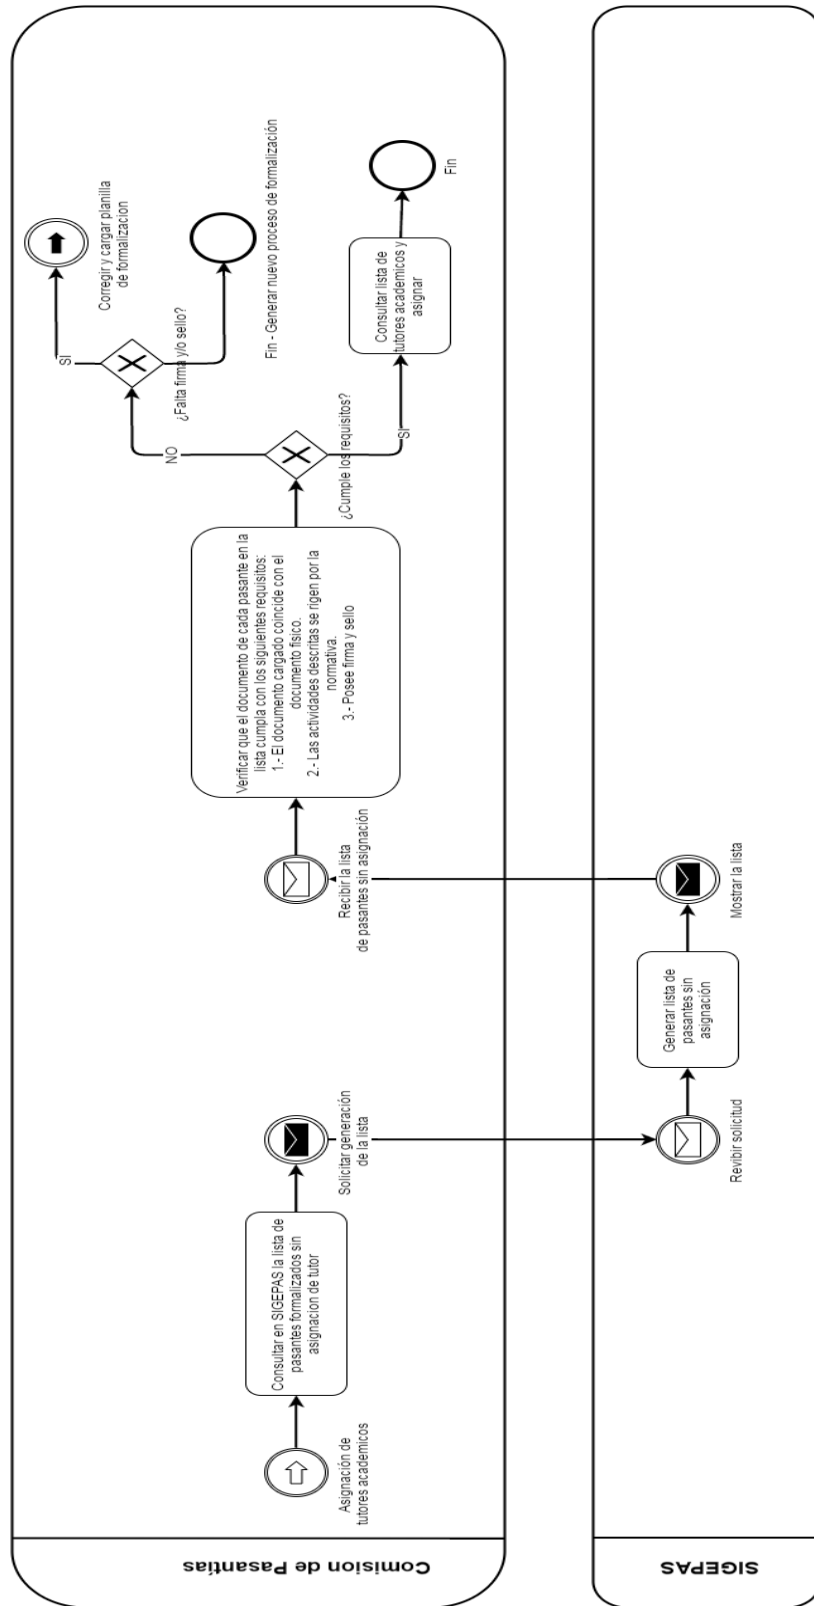 Comision de Pasantías
Asignación de
tutores academicos
Consultar en SIGEPAS la lista de
pasantes formalizados sin
asignacion de tutor
Solicitar generación
de la lista
Recibir la lista
de pasantes sin asignación
Verificar que el documento de cada pasante en la
lista cumpla con los siguientes requisitos:
1.- El documento cargado coincide con el
documento fisico.
2.- Las actividades descritas se rigen por la
normativa.
3.- Posee firma y sello
¿Cumple los requisitos?
NO
SI
¿Falta firma y/o sello?
SI
Corregir y cargar planilla
de formalizacion
Fin - Generar nuevo proceso de formalización
Consultar lista de
tutores academicos y
asignar
Fin
SIGEPAS
Revibir solicitud
Generar lista de
pasantes sin
asignación
Mostrar la lista